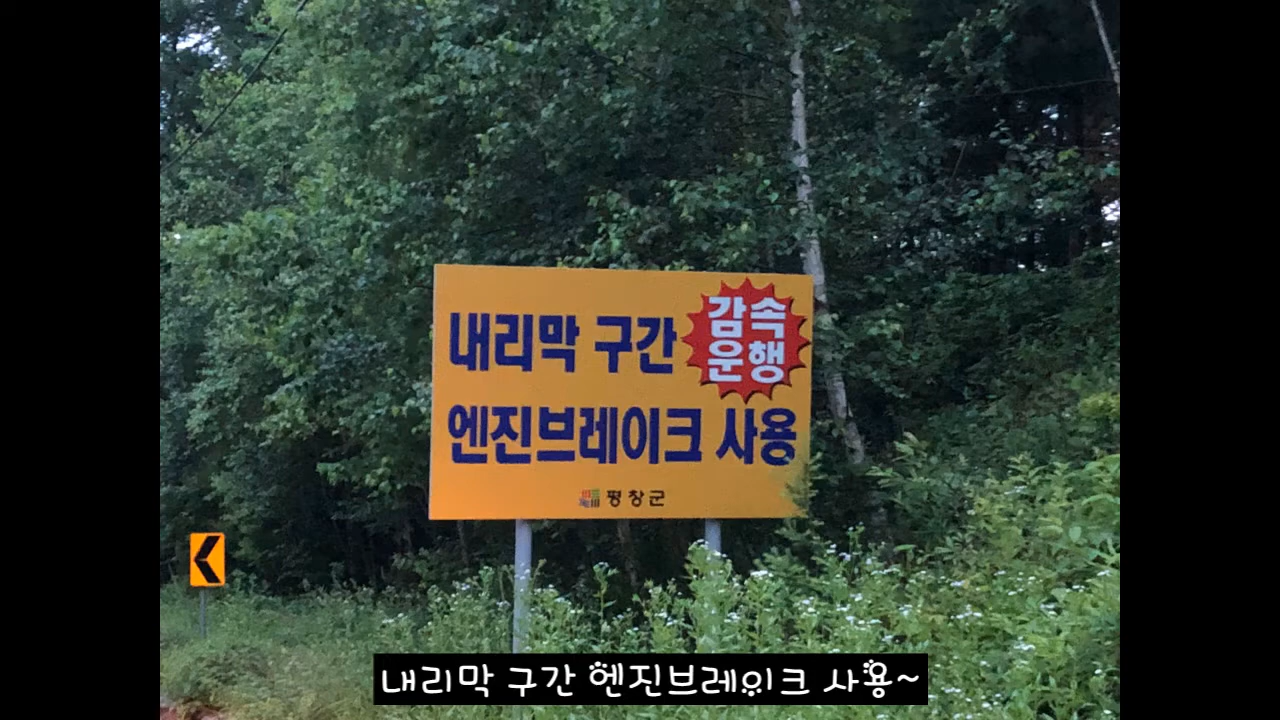 내리막 구간
감속
운행
엔진브레이크 사용
평창군
내리막 구간 엔진브레이크 사용~